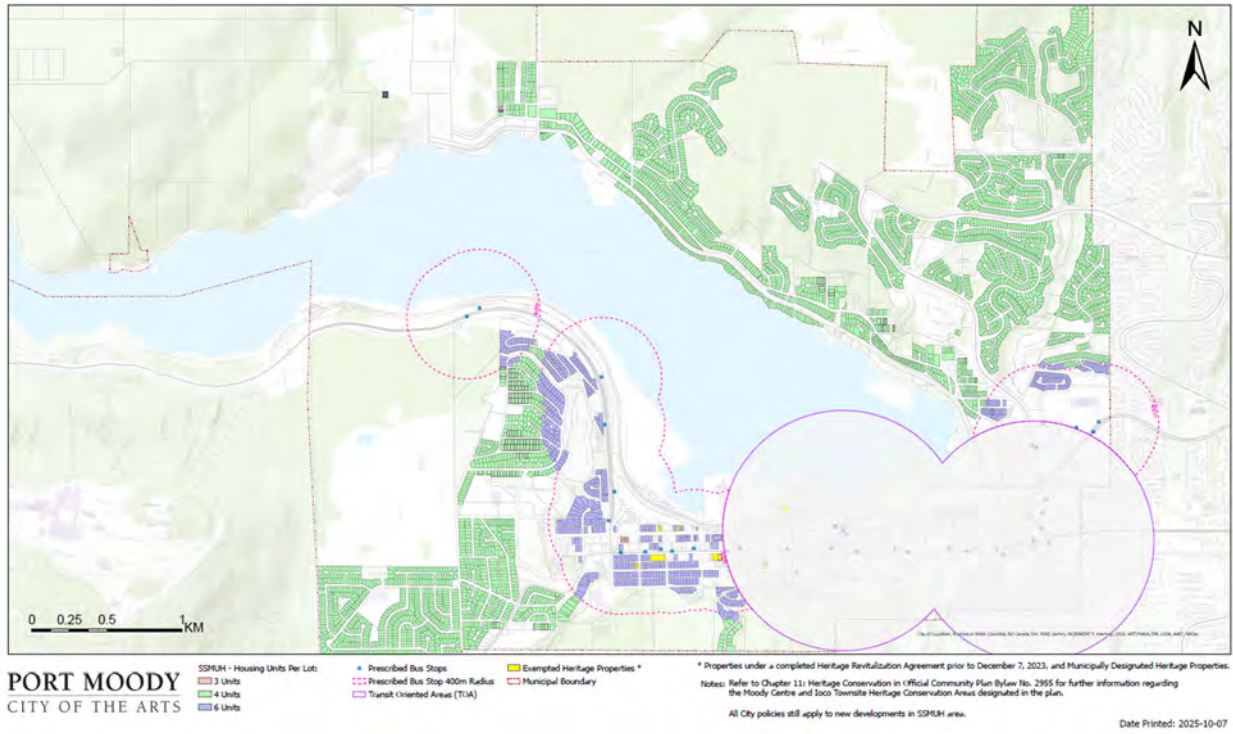 N
0 0.25 0.5 1 KM
PORT MOODY
CITY OF THE ARTS
SSMUH - Housing Units Per Lot:
3 Units
4 Units
6 Units
Prescribed Bus Stops
Prescribed Bus Stop 400m Radius
Transit Oriented Areas (TOA)
Exempted Heritage Properties *
Municipal Boundary
* Properties under a completed Heritage Revitalization Agreement prior to December 7, 2023, and Municipally Designated Heritage Properties.
Notes: Refer to Chapter 11: Heritage Conservation in Official Community Plan Bylaw No. 2955 for further information regarding
the Moody Centre and Ioco Townsite Heritage Conservation Areas designated in the plan.
All City policies still apply to new developments in SSMUH area.
Date Printed: 2025-10-07